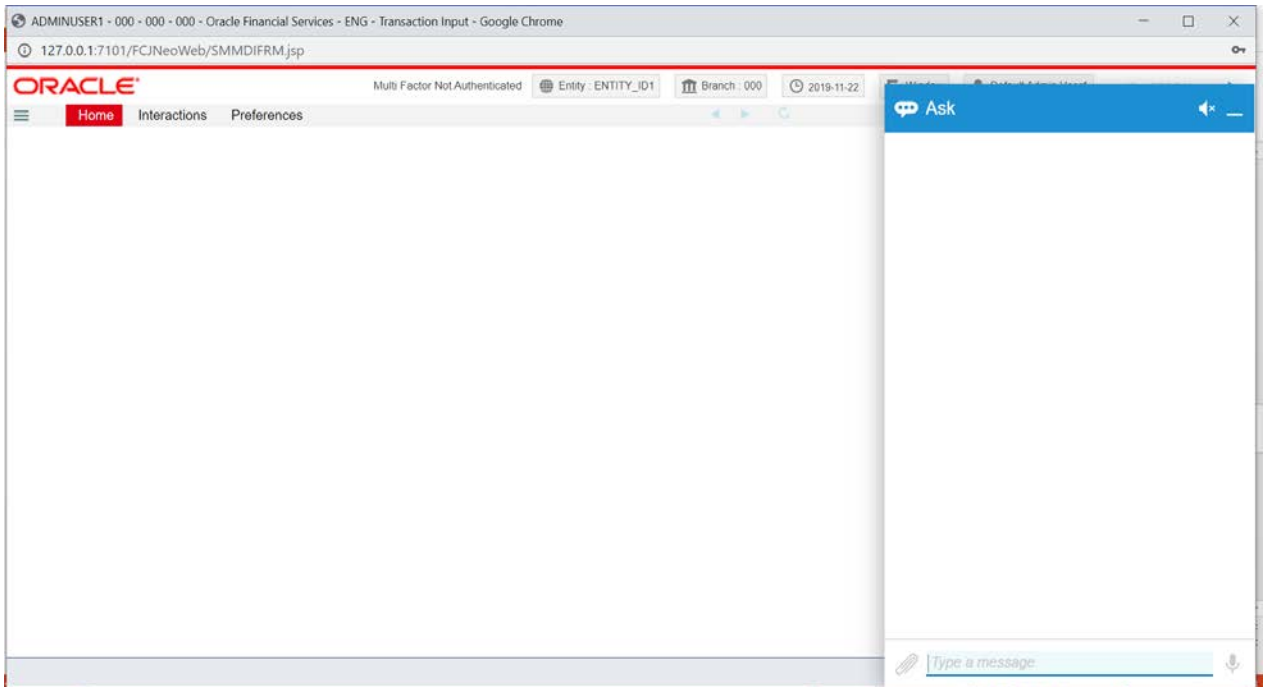 ADMINUSER1 - 000 - 000 - 000 - Oracle Financial Services - ENG - Transaction Input - Google Chrome
127.0.0.1:7101/FCJNeoWeb/SMMDIFRM.jsp
ORACLE Multi Factor Not Authenticated Entity : ENTITY_ID1 Branch : 000 2019-11-22
Home Interactions Preferences
Ask
Type a message